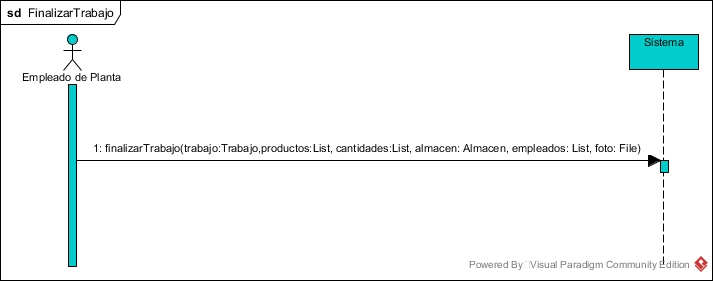 sd FinalizarTrabajo
Empleado de Planta
Sistema
1: finalizarTrabajo(trabajo:Trabajo,productos:List, cantidades:List, almacen: Almacen, empleados: List, foto: File)
Powered By Visual Paradigm Community Edition